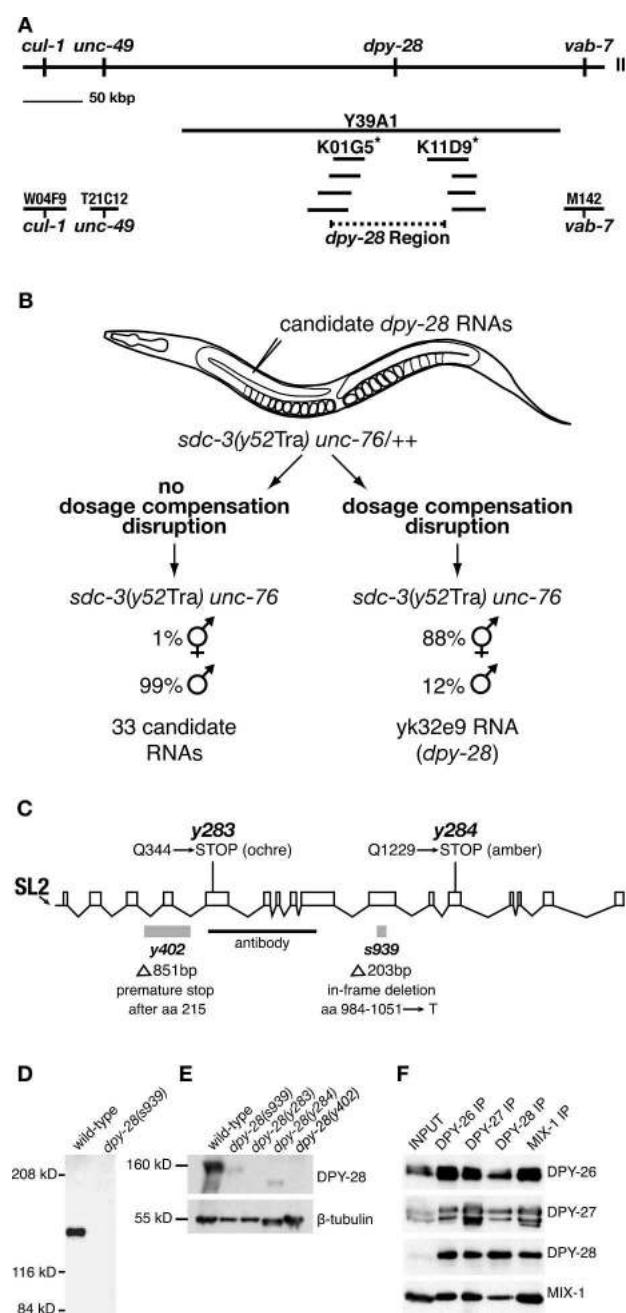 A
cul-1 unc-49 dpy-28 vab-7
II
50 kbp
Y39A1
K01G5* K11D9*
W04F9 T21C12 M142
cul-1 unc-49 dpy-28 Region vab-7
B
candidate dpy-28 RNAs
sdc-3(y52Tra) unc-76/++
no
dosage compensation
disruption
dosage compensation
disruption
sdc-3(y52Tra) unc-76
1% ⚥
99% ♂
33 candidate
RNAs
sdc-3(y52Tra) unc-76
88% ⚥
12% ♂
yk32e9 RNA
(dpy-28)
C
y283 y284
Q344→STOP (ochre) Q1229→STOP (amber)
SL2
y402 antibody s939
Δ851bp Δ203bp
premature stop in-frame deletion
after aa 215 aa 984-1051→T
D
wild-type
dpy-28(s939)
208 kD
116 kD
84 kD
E
wild-type
dpy-28(s939)
dpy-28(y283)
dpy-28(y284)
dpy-28(y402)
160 kD DPY-28
55 kD β-tubulin
F
INPUT
DPY-26 IP
DPY-27 IP
DPY-28 IP
MIX-1 IP
DPY-26
DPY-27
DPY-28
MIX-1